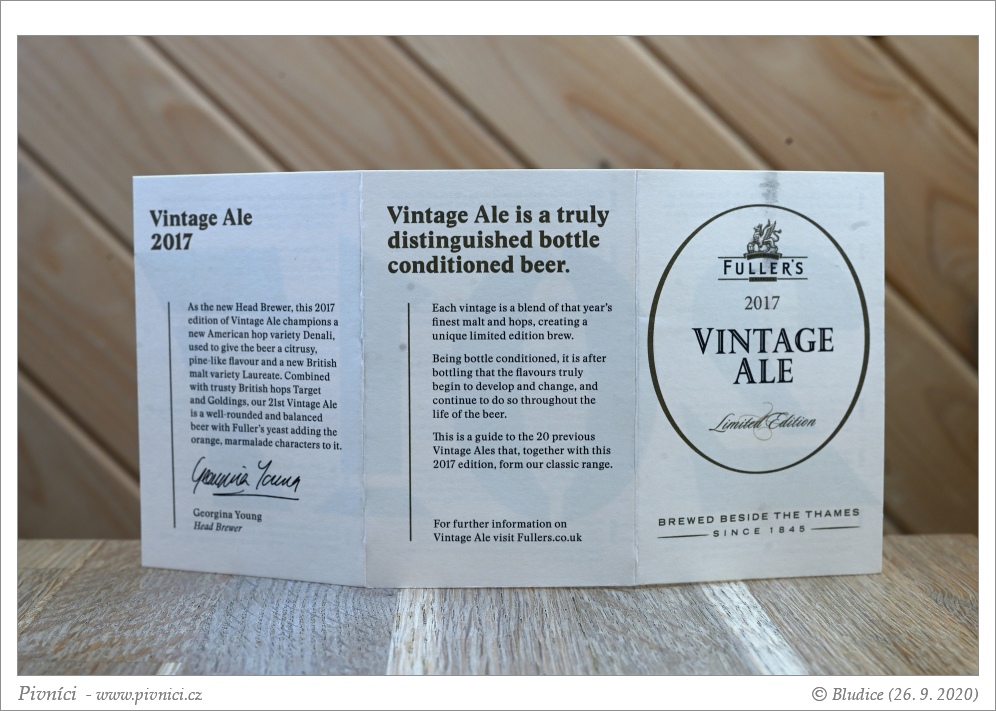 Vintage Ale
2017
As the new Head Brewer, this 2017
edition of Vintage Ale champions a
new American hop variety Denali,
used to give the beer a citrusy,
pine-like flavour and a new British
malt variety Laureate. Combined
with trusty British hops Target
and Goldings, our 21st Vintage Ale
is a well-rounded and balanced
beer with Fuller's yeast adding the
orange, marmalade characters to it.
Georgina Young
Georgina Young
Head Brewer
Vintage Ale is a truly
distinguished bottle
conditioned beer.
Each vintage is a blend of that year's
finest malt and hops, creating a
unique limited edition brew.
Being bottle conditioned, it is after
bottling that the flavours truly
begin to develop and change, and
continue to do so throughout the
life of the beer.
This is a guide to the 20 previous
Vintage Ales that, together with this
2017 edition, form our classic range.
For further information on
Vintage Ale visit Fullers.co.uk
FULLER'S
2017
VINTAGE
ALE
Limited Edition
BREWED BESIDE THE THAMES
SINCE 1845
Pivníci - www.pivnici.cz
© Bludice (26. 9. 2020)